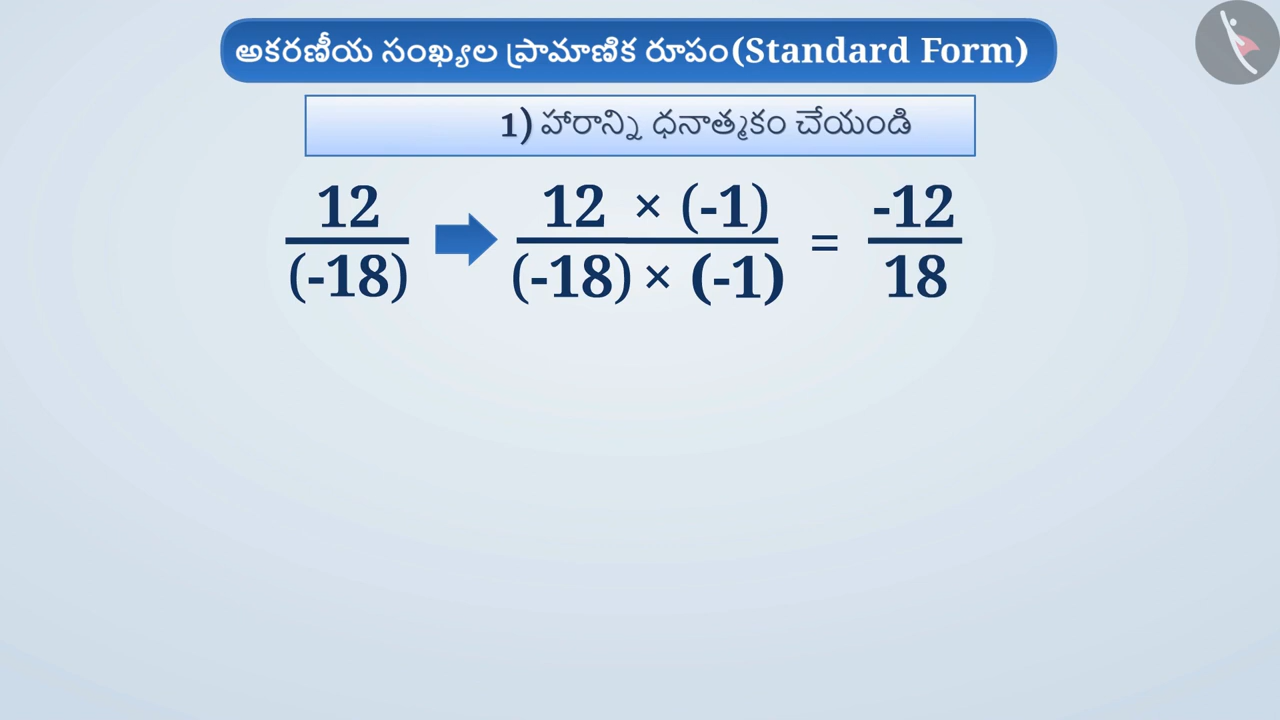 అకరణీయ సంఖ్యల ప్రామాణిక రూపం(Standard Form)
1) హారాన్ని ధనాత్మకం చేయండి
12 12 × (-1) -12
(-18) (-18) × (-1) = 18